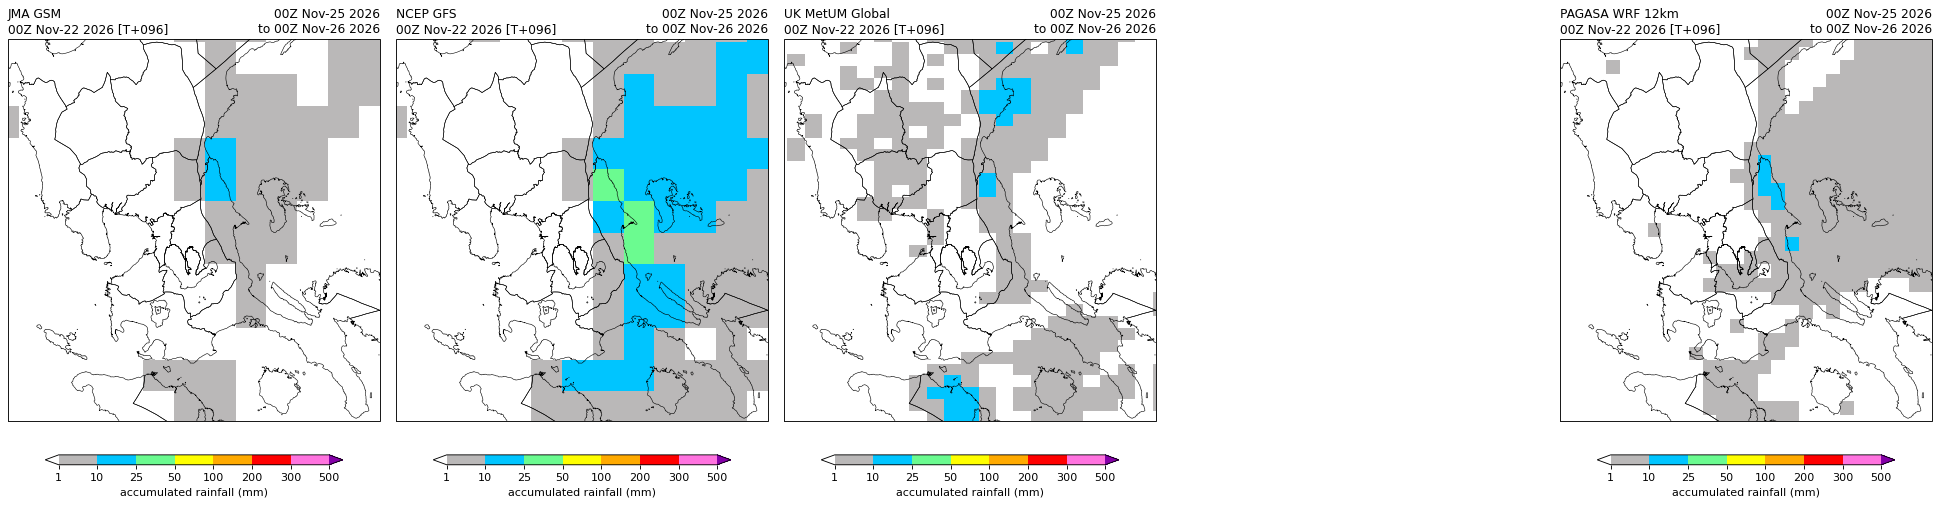 JMA GSM 00Z Nov-25 2026
00Z Nov-22 2026 [T+096] to 00Z Nov-26 2026
1 10 25 50 100 200 300 500
accumulated rainfall (mm)
NCEP GFS 00Z Nov-25 2026
00Z Nov-22 2026 [T+096] to 00Z Nov-26 2026
1 10 25 50 100 200 300 500
accumulated rainfall (mm)
UK MetUM Global 00Z Nov-25 2026
00Z Nov-22 2026 [T+096] to 00Z Nov-26 2026
1 10 25 50 100 200 300 500
accumulated rainfall (mm)
PAGASA WRF 12km 00Z Nov-25 2026
00Z Nov-22 2026 [T+096] to 00Z Nov-26 2026
1 10 25 50 100 200 300 500
accumulated rainfall (mm)